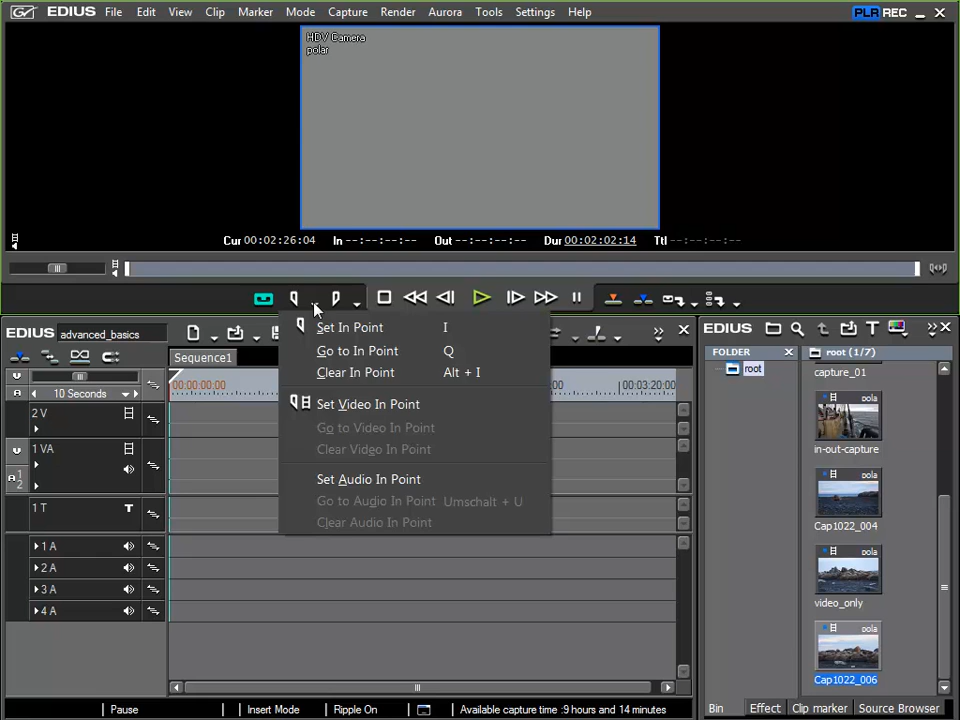 EDIUS File Edit View Clip Marker Mode Capture Render Aurora Tools Settings Help PLR REC
HDV Camera
polar
Cur 00:02:26:04 In --:--:--:-- Out --:--:--:-- Dur 00:02:02:14 Ttl --:--:--:--
Set In Point I
Go to In Point Q
Clear In Point Alt + I
Set Video In Point
Go to Video In Point
Clear Video In Point
Set Audio In Point
Go to Audio In Point Umschalt + U
Clear Audio In Point
EDIUS advanced_basics
Sequence1
00:00:00:00
00:03:20:00
10 Seconds
2 V
1 VA
1
2
1 T T
1 A
2 A
3 A
4 A
Pause Insert Mode Ripple On Available capture time :9 hours and 14 minutes
EDIUS
FOLDER
root
root (1/7)
capture_01
in-out-capture
pola
Cap1022_004
pola
video_only
pola
Cap1022_006
Bin Effect Clip marker Source Browser